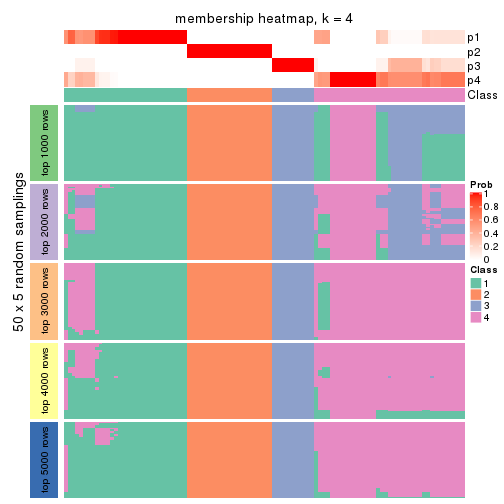 membership heatmap, k = 4
p1
p2
p3
p4
Class
50 x 5 random samplings
top 1000 rows
top 2000 rows
top 3000 rows
top 4000 rows
top 5000 rows
Prob
1
0.8
0.6
0.4
0.2
0
Class
1
2
3
4